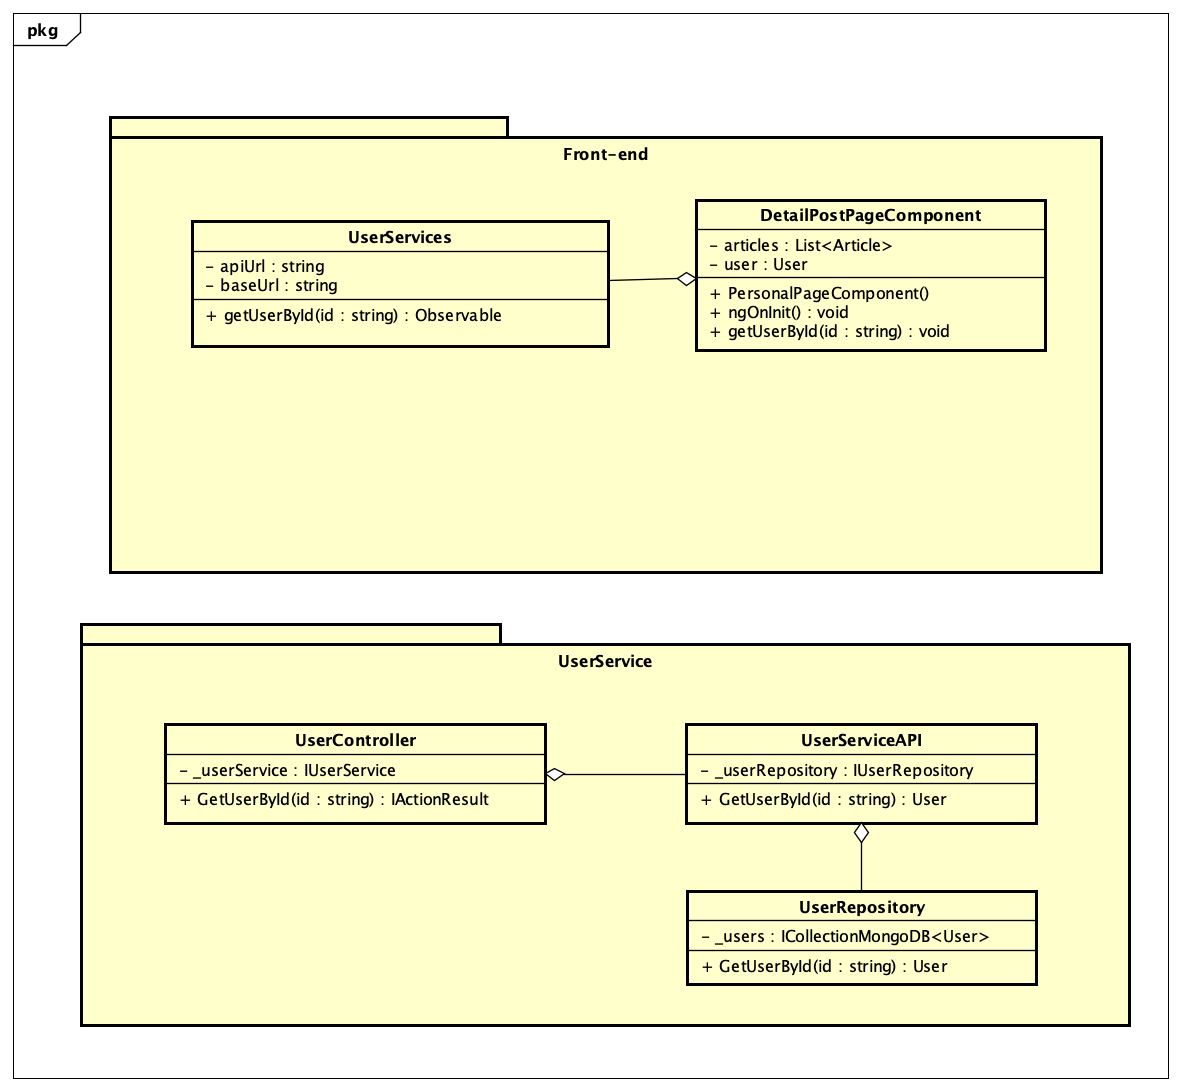 pkg
Front-end
UserServices
- apiUrl : string
- baseUrl : string
+ getUserById(id : string) : Observable
DetailPostPageComponent
- articles : List<Article>
- user : User
+ PersonalPageComponent()
+ ngOnInit() : void
+ getUserById(id : string) : void
UserService
UserController
- _userService : IUserService
+ GetUserById(id : string) : IActionResult
UserServiceAPI
- _userRepository : IUserRepository
+ GetUserById(id : string) : User
UserRepository
- _users : ICollectionMongoDB<User>
+ GetUserById(id : string) : User